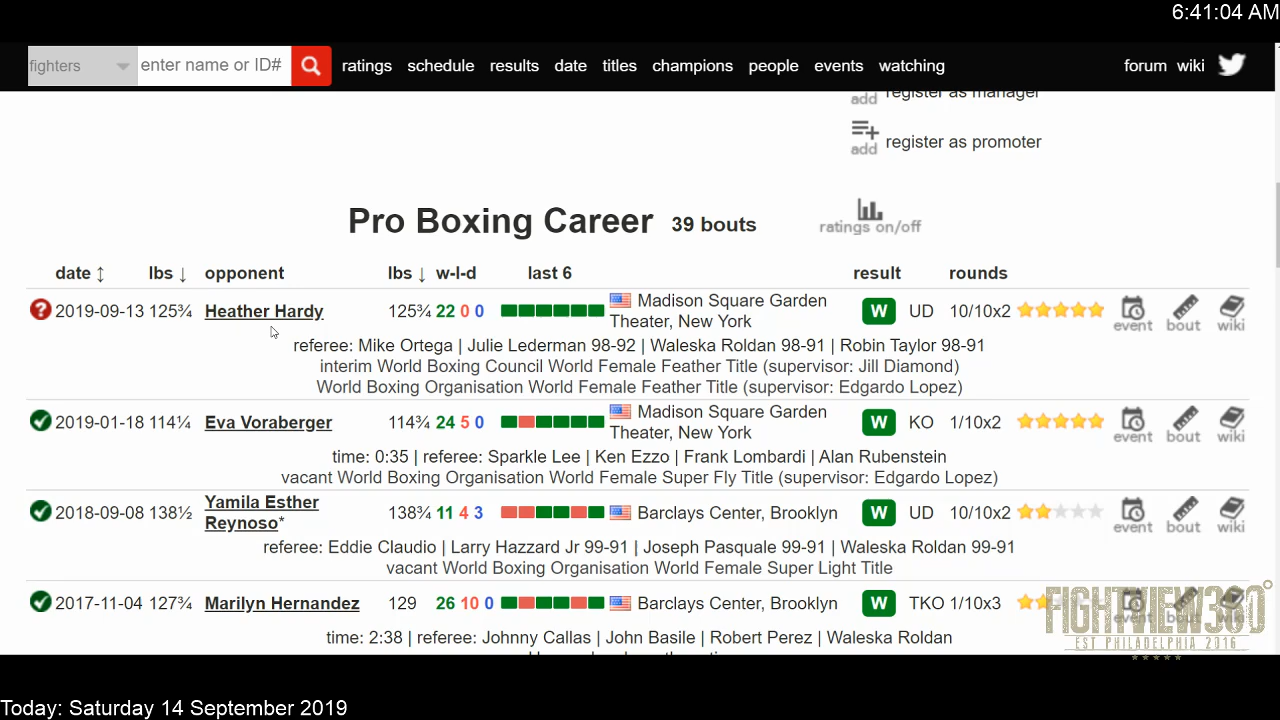 6:41:04 AM
fighters enter name or ID# ratings schedule results date titles champions people events watching forum wiki
add register as manager
add register as promoter
Pro Boxing Career 39 bouts ratings on/off
date ↕ lbs ↓ opponent lbs ↓ w-l-d last 6 result rounds
2019-09-13 125¾ Heather Hardy 125¾ 22 0 0 Madison Square Garden Theater, New York W UD 10/10x2 event bout wiki
referee: Mike Ortega | Julie Lederman 98-92 | Waleska Roldan 98-91 | Robin Taylor 98-91
interim World Boxing Council World Female Feather Title (supervisor: Jill Diamond)
World Boxing Organisation World Female Feather Title (supervisor: Edgardo Lopez)
2019-01-18 114¼ Eva Voraberger 114¾ 24 5 0 Madison Square Garden Theater, New York W KO 1/10x2 event bout wiki
time: 0:35 | referee: Sparkle Lee | Ken Ezzo | Frank Lombardi | Alan Rubenstein
vacant World Boxing Organisation World Female Super Fly Title (supervisor: Edgardo Lopez)
2018-09-08 138½ Yamila Esther Reynoso* 138¾ 11 4 3 Barclays Center, Brooklyn W UD 10/10x2 event bout wiki
referee: Eddie Claudio | Larry Hazzard Jr 99-91 | Joseph Pasquale 99-91 | Waleska Roldan 99-91
vacant World Boxing Organisation World Female Super Light Title
2017-11-04 127¾ Marilyn Hernandez 129 26 10 0 Barclays Center, Brooklyn W TKO 1/10x3 event bout wiki
FIGHTVIEW360°
EST PHILADELPHIA 2016
time: 2:38 | referee: Johnny Callas | John Basile | Robert Perez | Waleska Roldan
Today: Saturday 14 September 2019